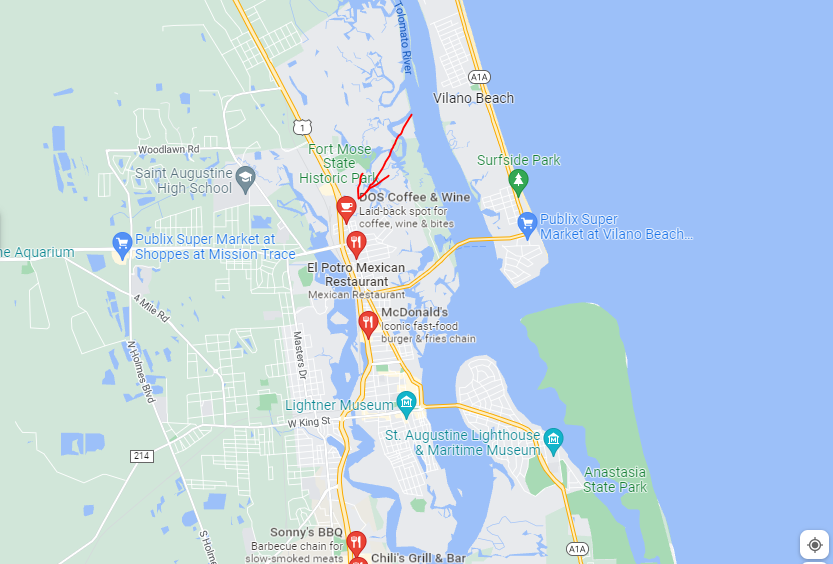 Tolomato River
A1A
Vilano Beach
1
Woodlawn Rd
Fort Mose
State
Historic Park
Surfside Park
Saint Augustine
High School
DOS Coffee & Wine
Laid-back spot for
coffee, wine & bites
Publix Super
Market at Vilano Beach...
Publix Super Market at
Shoppes at Mission Trace
ne Aquarium
El Potro Mexican
Restaurant
Mexican Restaurant
4 Mile Rd
McDonald's
Iconic fast-food
burger & fries chain
N Holmes Blvd
Masters Dr
Lightner Museum
W King St
St. Augustine Lighthouse
& Maritime Museum
214
Anastasia
State Park
S Holmes
Sonny's BBQ
Barbecue chain for
slow-smoked meats
Chili's Grill & Bar
A1A